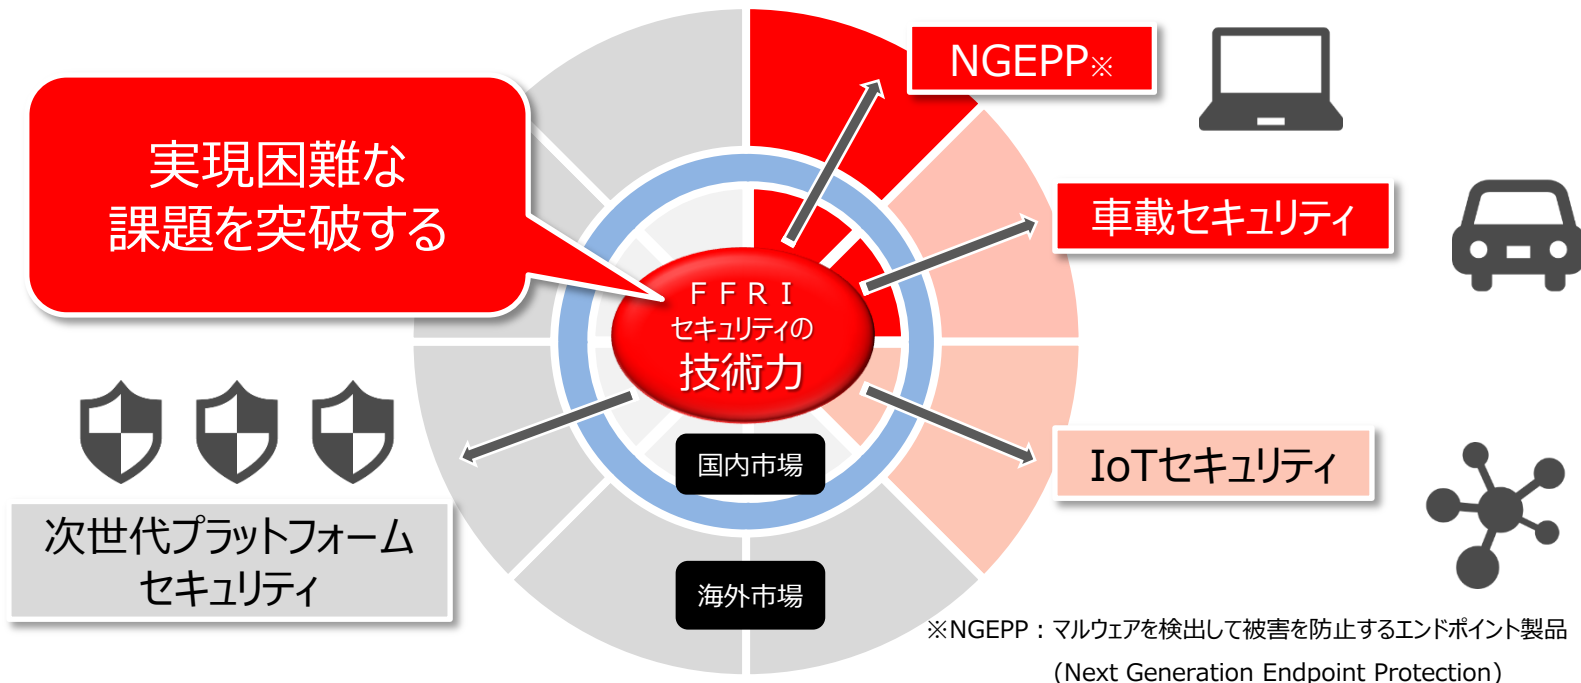 実現困難な
課題を突破する
NGEPP※
車載セキュリティ
ＦＦＲＩ
セキュリティの
技術力
IoTセキュリティ
国内市場
海外市場
次世代プラットフォーム
セキュリティ
※NGEPP：マルウェアを検出して被害を防止するエンドポイント製品
(Next Generation Endpoint Protection)